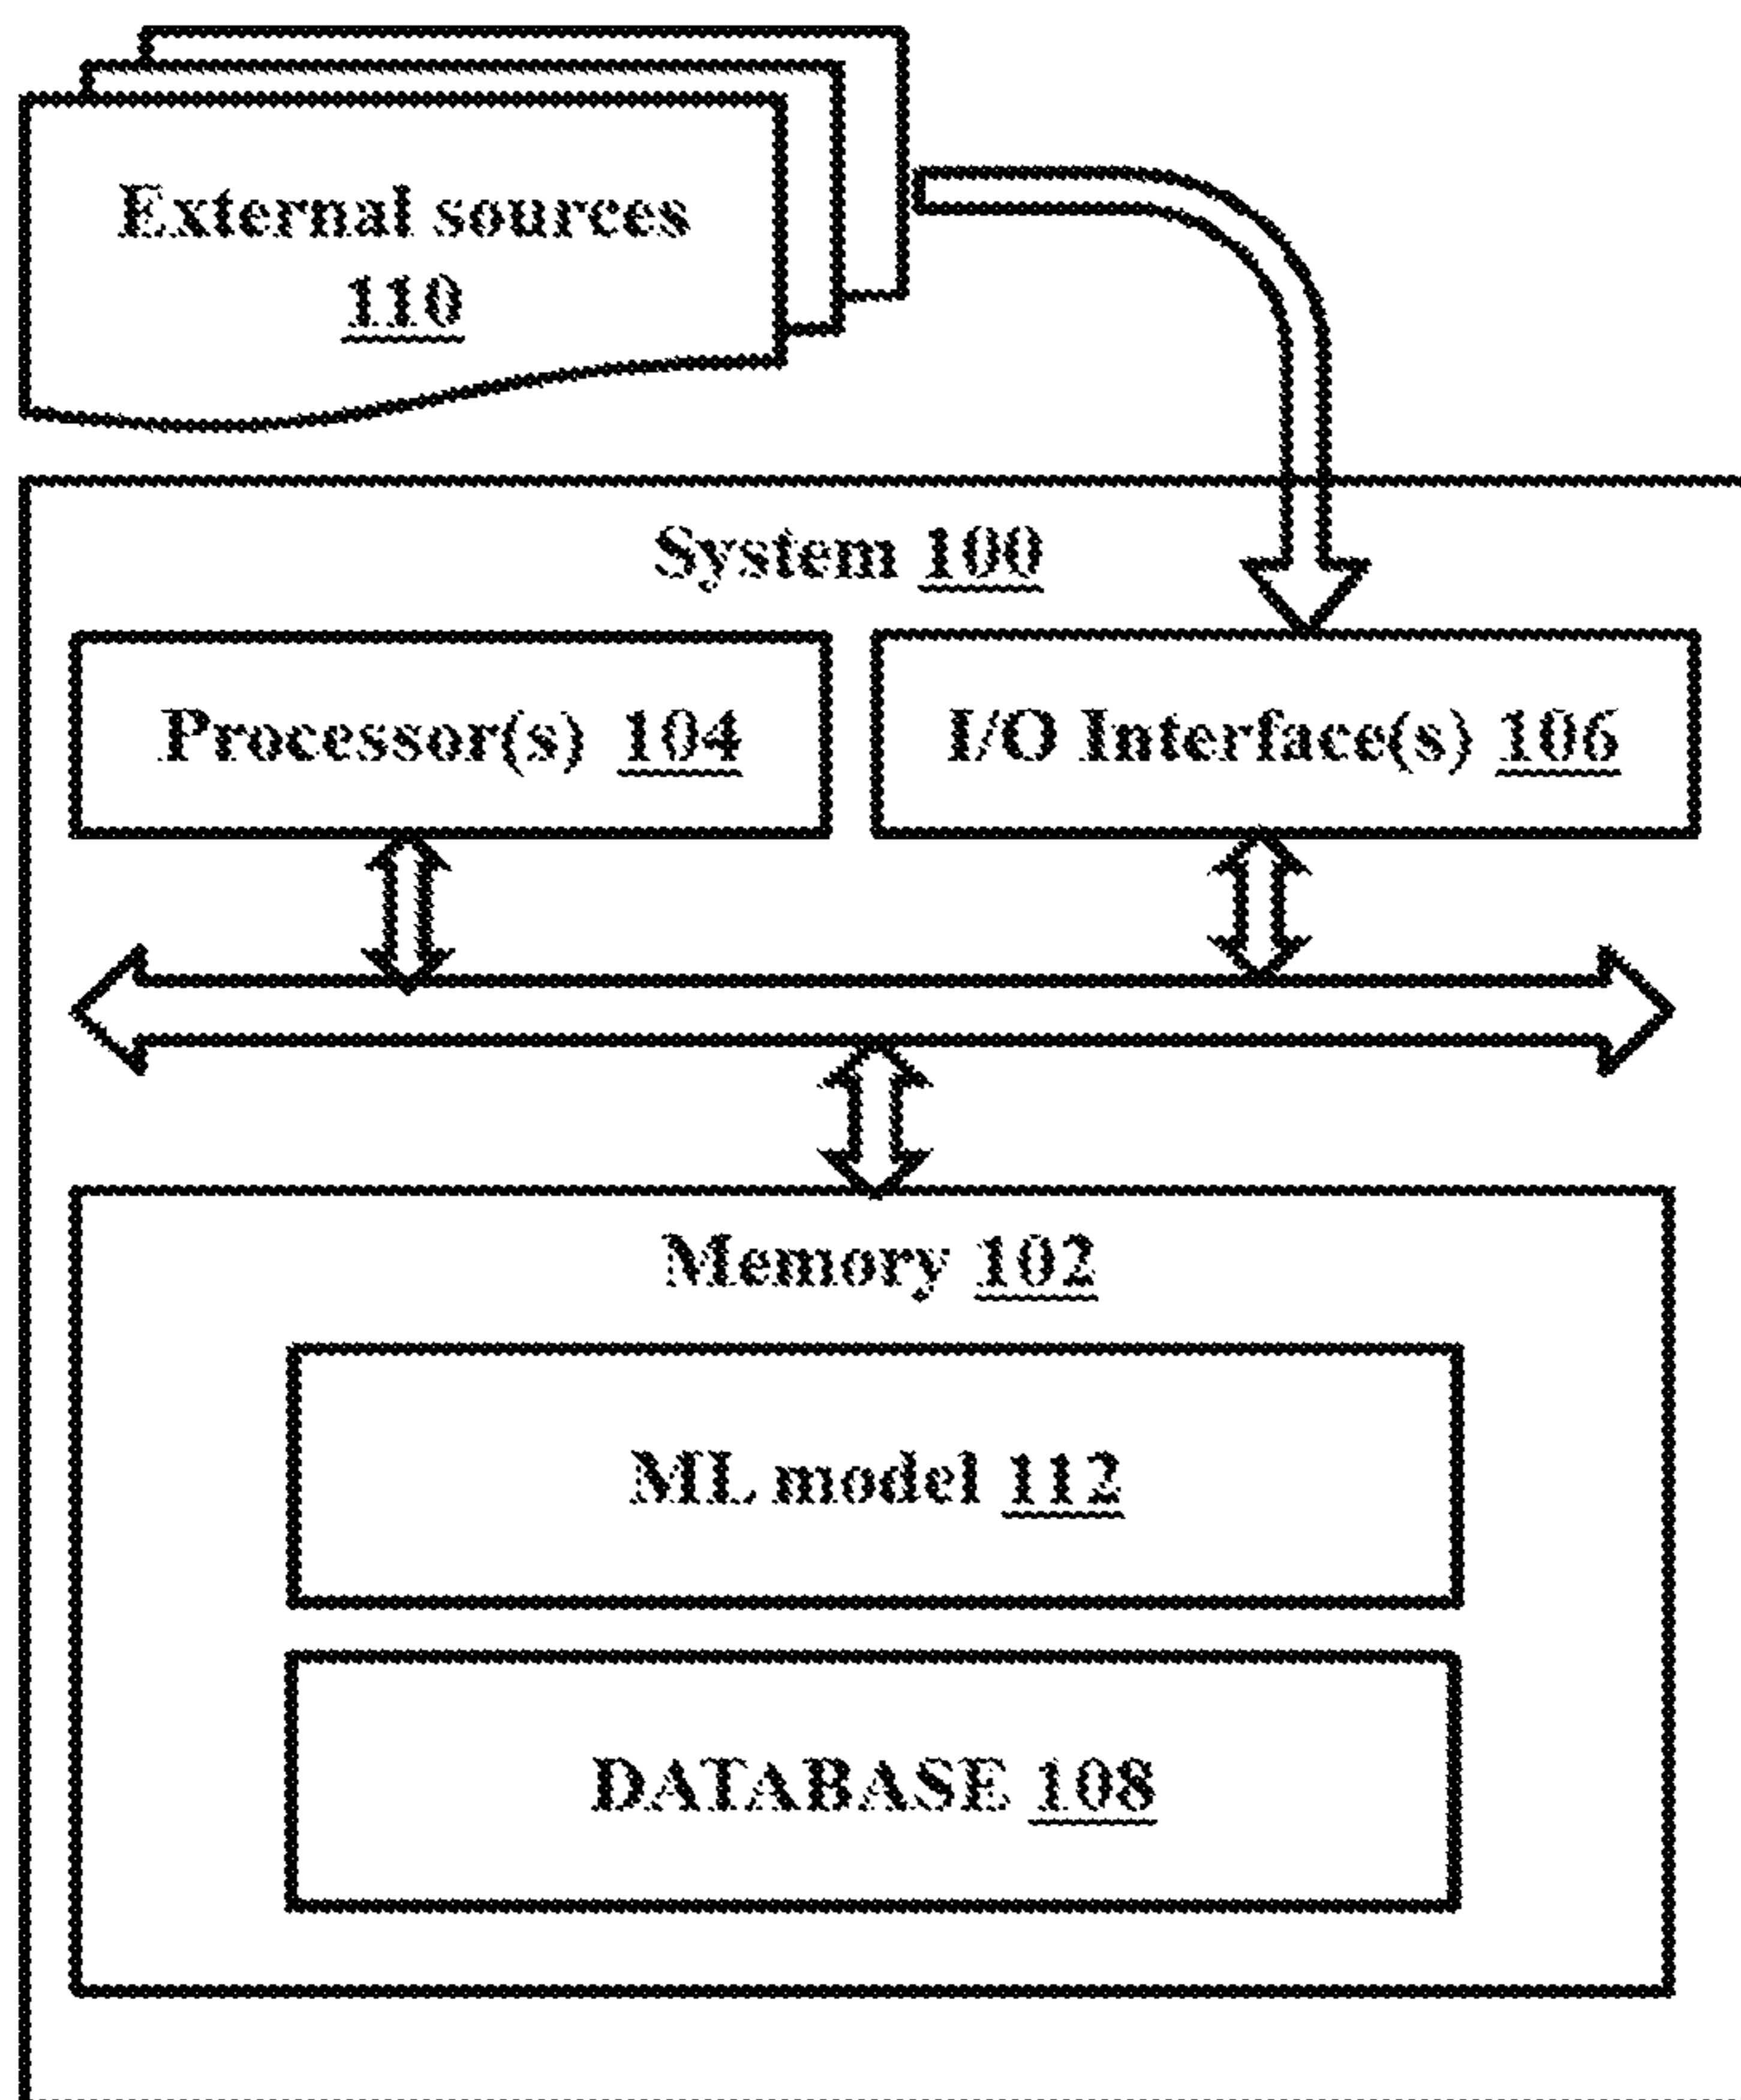 External sources
110
System 100
Processor(s) 104
I/O Interface(s) 106
Memory 102
ML model 112
DATABASE 108